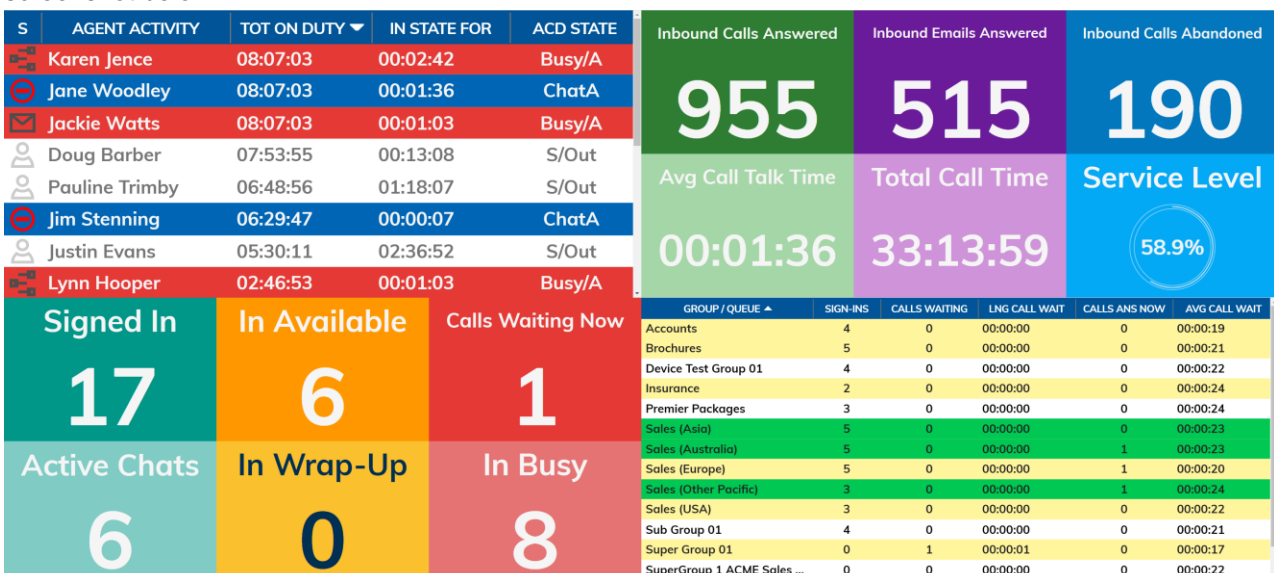 S AGENT ACTIVITY TOT ON DUTY IN STATE FOR ACD STATE
Karen Jence 08:07:03 00:02:42 Busy/A
Jane Woodley 08:07:03 00:01:36 ChatA
Jackie Watts 08:07:03 00:01:03 Busy/A
Doug Barber 07:53:55 00:13:08 S/Out
Pauline Trimby 06:48:56 01:18:07 S/Out
Jim Stenning 06:29:47 00:00:07 ChatA
Justin Evans 05:30:11 02:36:52 S/Out
Lynn Hooper 02:46:53 00:01:03 Busy/A
Inbound Calls Answered
955
Inbound Emails Answered
515
Inbound Calls Abandoned
190
Avg Call Talk Time
00:01:36
Total Call Time
33:13:59
Service Level
58.9%
Signed In
17
In Available
6
Calls Waiting Now
1
Active Chats
6
In Wrap-Up
0
In Busy
8
GROUP / QUEUE SIGN-INS CALLS WAITING LNG CALL WAIT CALLS ANS NOW AVG CALL WAIT
Accounts 4 0 00:00:00 0 00:00:19
Brochures 5 0 00:00:00 0 00:00:21
Device Test Group 01 4 0 00:00:00 0 00:00:22
Insurance 2 0 00:00:00 0 00:00:24
Premier Packages 3 0 00:00:00 0 00:00:24
Sales (Asia) 5 0 00:00:00 0 00:00:23
Sales (Australia) 5 0 00:00:00 1 00:00:23
Sales (Europe) 5 0 00:00:00 1 00:00:20
Sales (Other Pacific) 3 0 00:00:00 1 00:00:24
Sales (USA) 3 0 00:00:00 0 00:00:22
Sub Group 01 4 0 00:00:00 0 00:00:21
Super Group 01 0 1 00:00:01 0 00:00:17
SuperGroup 1 ACME Sales ... 0 0 00:00:00 0 00:00:22